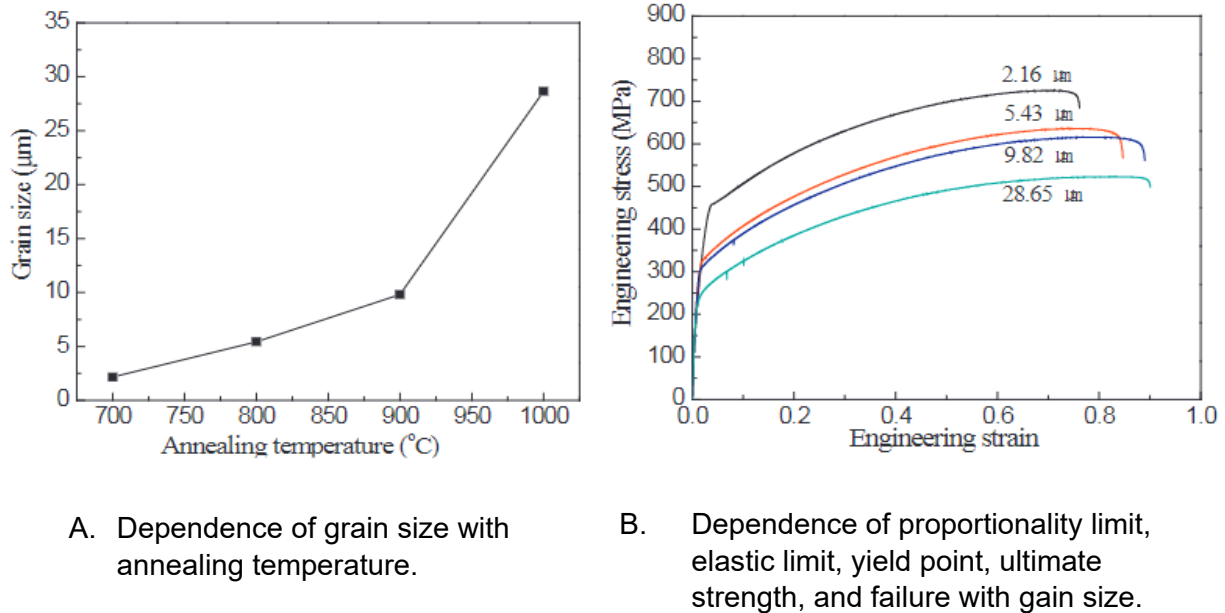 35
30
25
20
15
10
5
0
Grain size (μm)
700 750 800 850 900 950 1000
Annealing temperature (°C)
900
800
700
600
500
400
300
200
100
0
Engineering stress (MPa)
2.16 μm
5.43 μm
9.82 μm
28.65 μm
0.0 0.2 0.4 0.6 0.8 1.0
Engineering strain
A. Dependence of grain size with
annealing temperature.
B. Dependence of proportionality limit,
elastic limit, yield point, ultimate
strength, and failure with gain size.